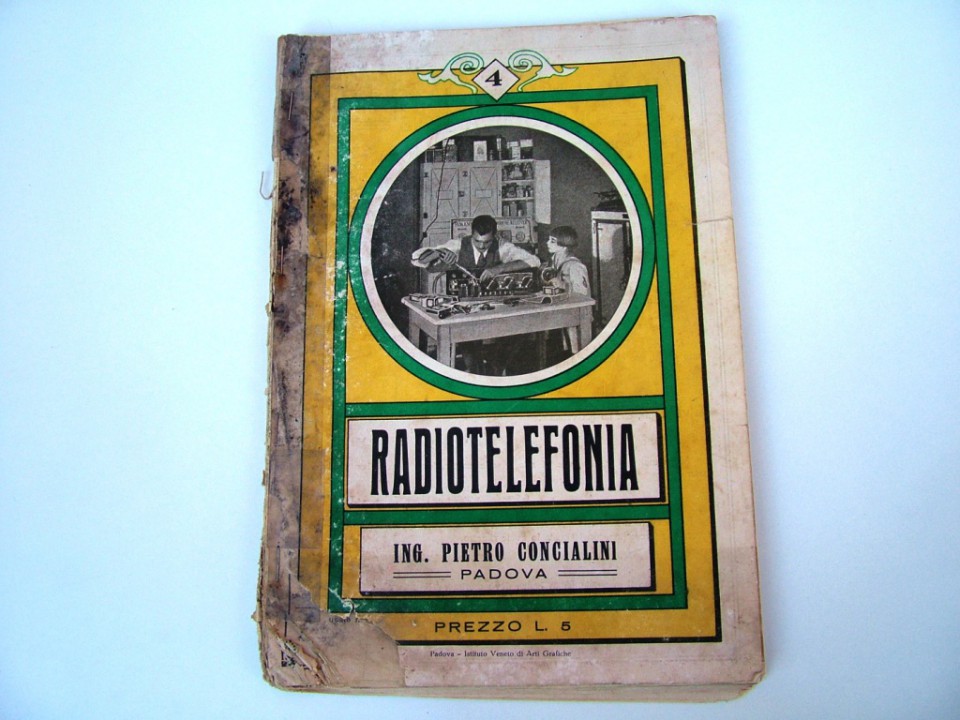 4
RADIOTELEFONIA
ING. PIETRO CONCIALINI
PADOVA
PREZZO L. 5
Padova - Istituto Veneto di Arti Grafiche